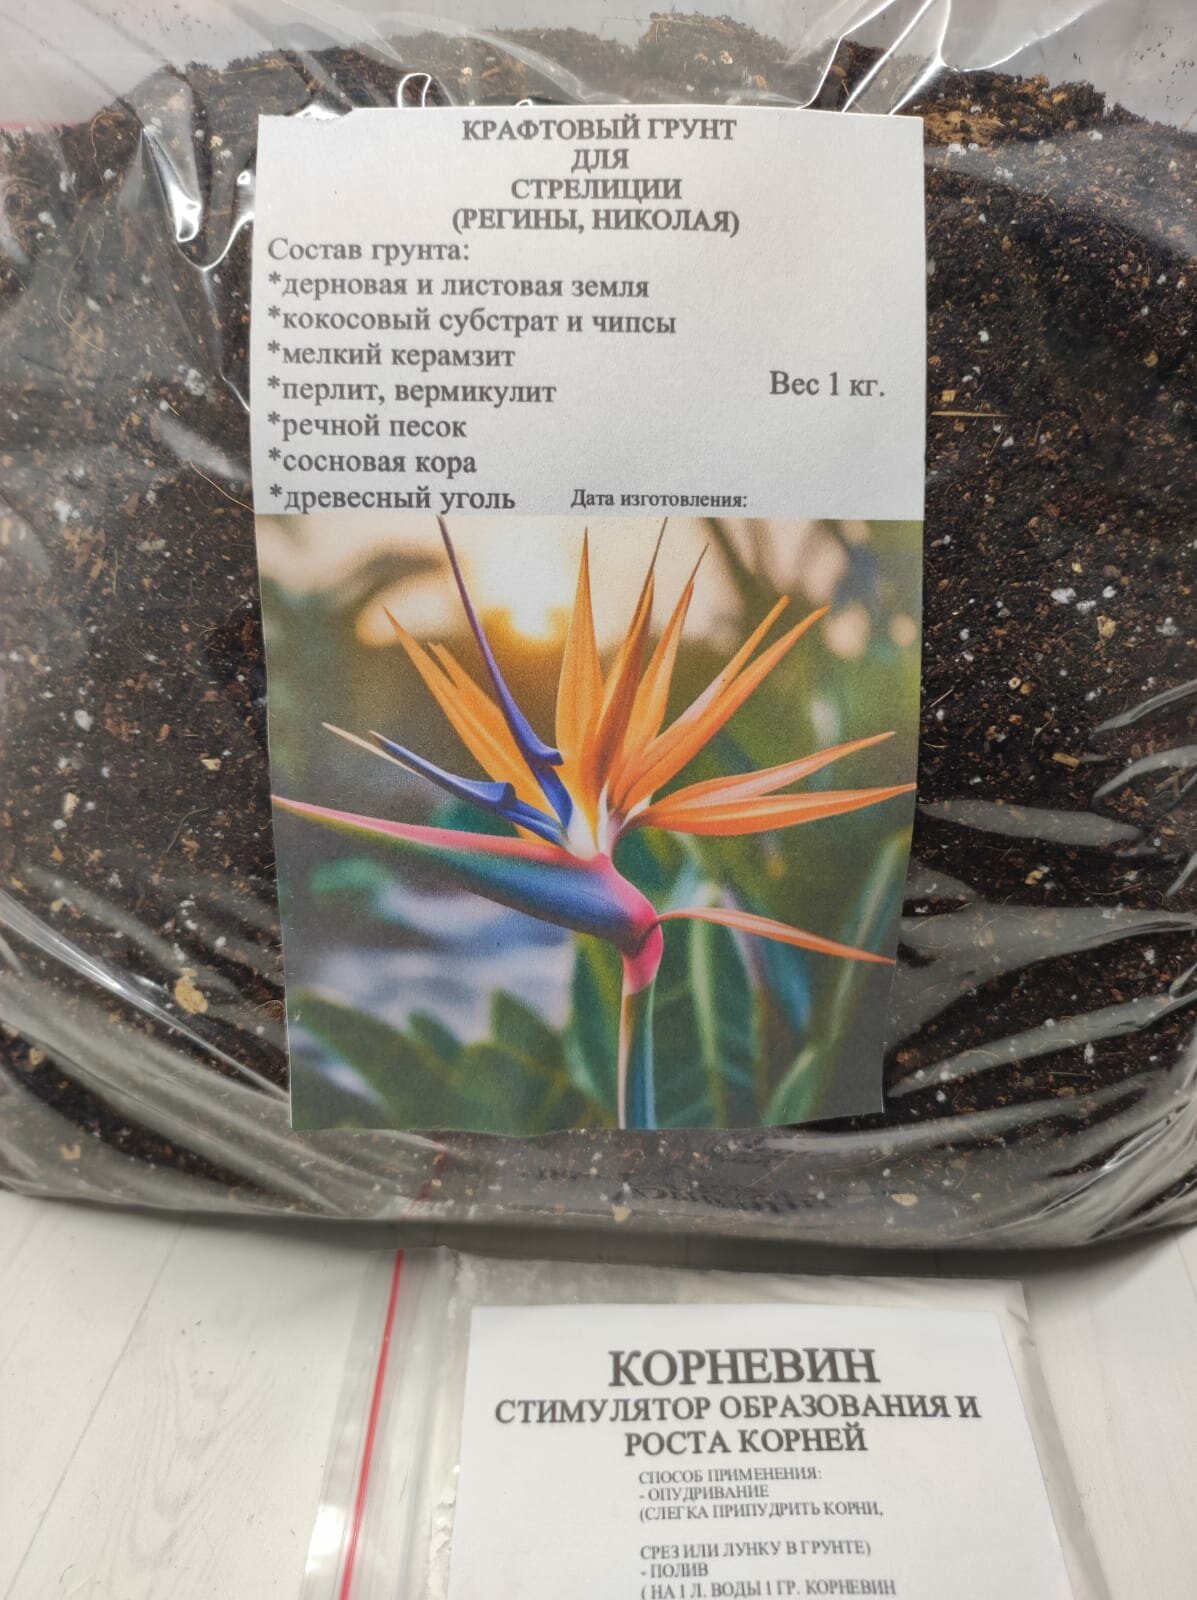 КРАФТОВЫЙ ГРУНТ
ДЛЯ
СТРЕЛИЦИИ
(РЕГИНЫ, НИКОЛАЯ)
Состав грунта:
*дерновая и листовая земля
*кокосовый субстрат и чипсы
*мелкий керамзит
*перлит, вермикулит
Вес 1 кг.
*речной песок
*сосновая кора
*древесный уголь
Дата изготовления:
КОРНЕВИН
СТИМУЛЯТОР ОБРАЗОВАНИЯ И
РОСТА КОРНЕЙ
СПОСОБ ПРИМЕНЕНИЯ:
- ОПУДРИВАНИЕ
(СЛЕГКА ПРИПУДРИТЬ КОРНИ,
СРЕЗ ИЛИ ЛУНКУ В ГРУНТЕ)
- ПОЛИВ
( НА 1 Л. ВОДЫ 1 ГР. КОРНЕВИН